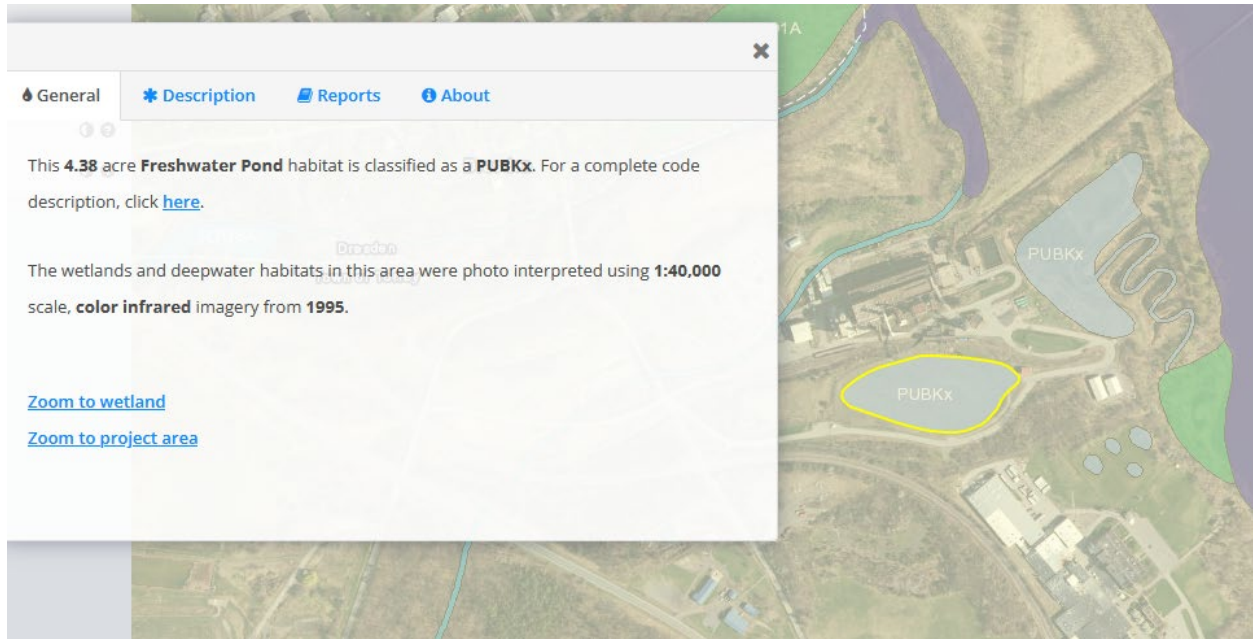 1A
✖
General Description Reports About
This 4.38 acre Freshwater Pond habitat is classified as a PUBKx. For a complete code
description, click here.
Dresden
The wetlands and deepwater habitats in this area were photo interpreted using 1:40,000
scale, color infrared imagery from 1995.
PUBKx
PUBKx
Zoom to wetland
Zoom to project area